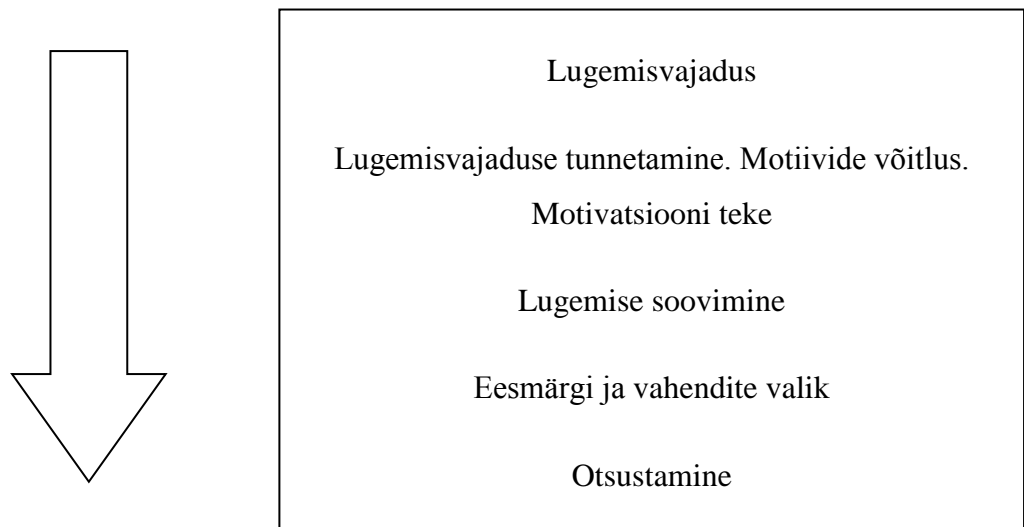 Lugemisvajadus
Lugemisvajaduse tunnetamine. Motiivide võitlus.
Motivatsiooni teke
Lugemise soovimine
Eesmärgi ja vahendite valik
Otsustamine